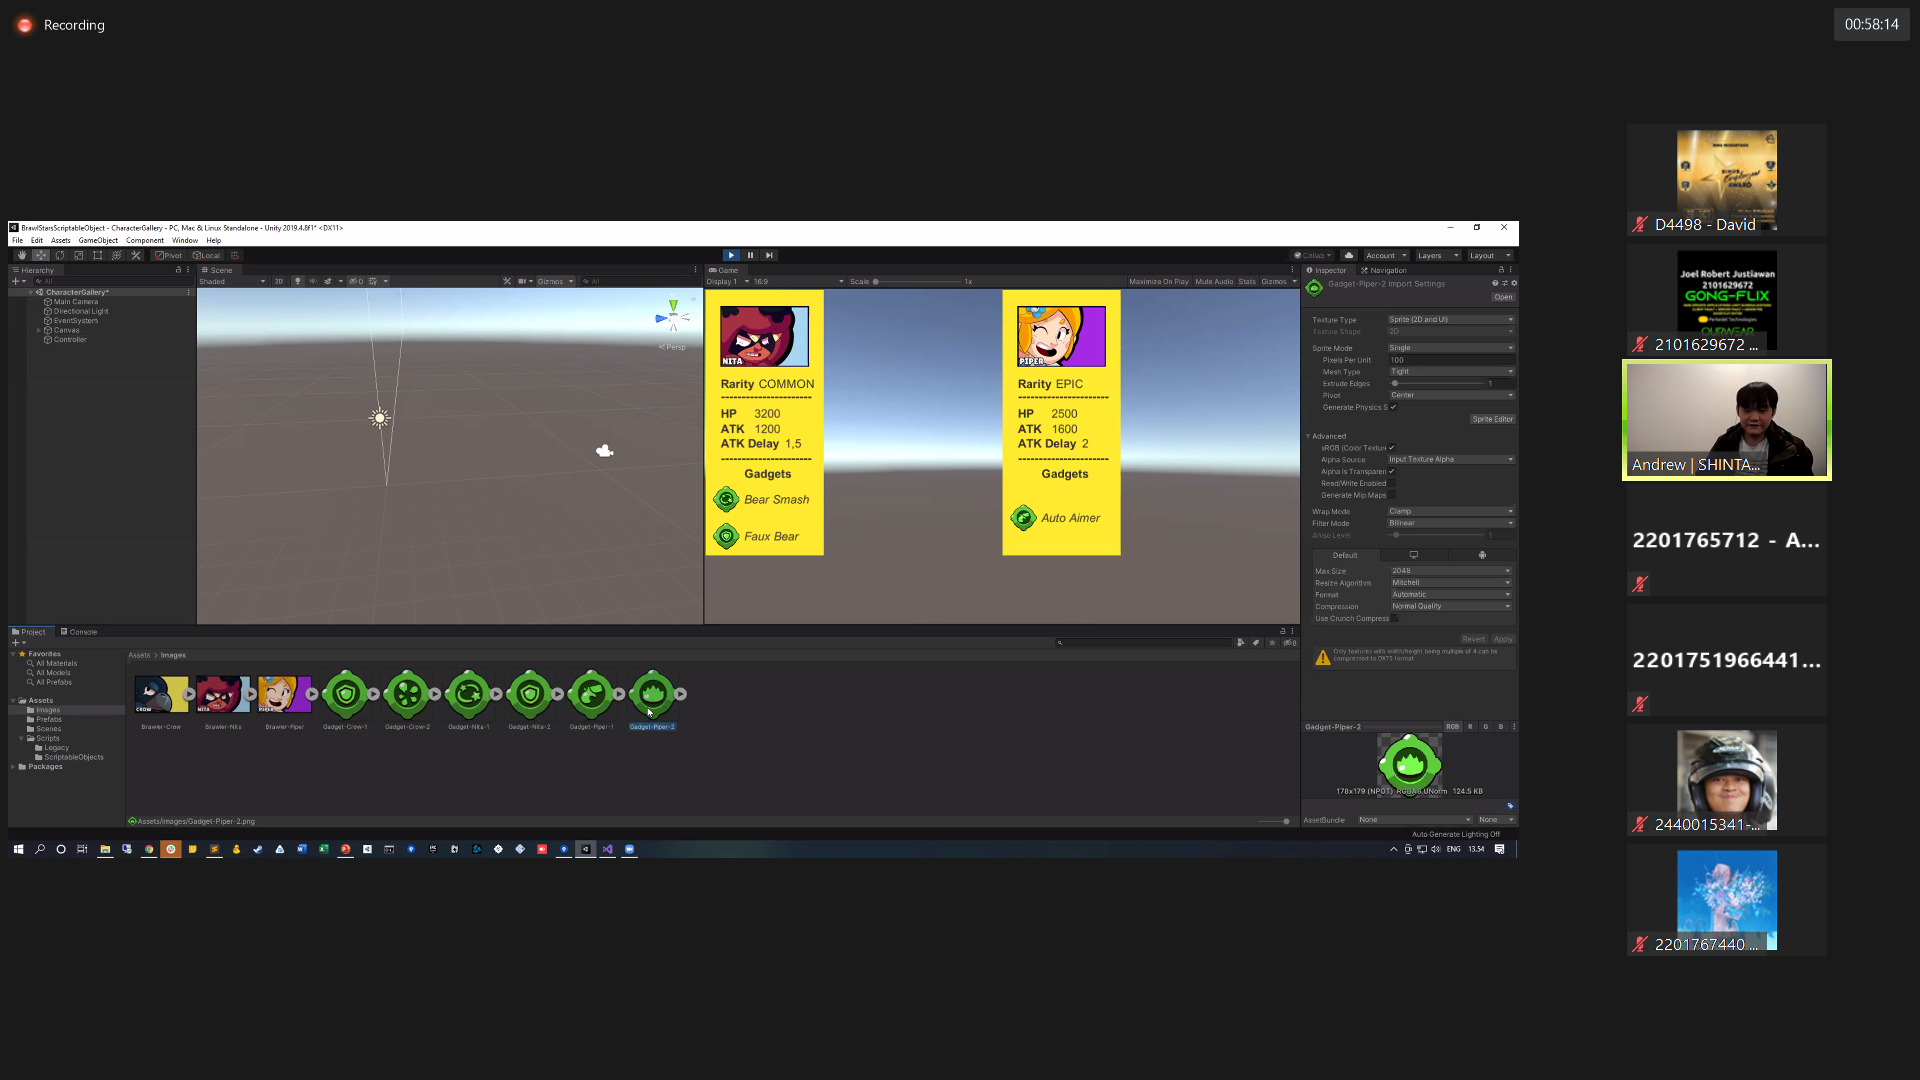 Recording
00:58:14
BrawlStarsScriptableObject - CharacterGallery - PC, Mac & Linux Standalone - Unity 2019.4.8f1* <DX11>
File Edit Assets GameObject Component Window Help
Pivot Local
Collab Account Layers Layout
Hierarchy
All
CharacterGallery*
Main Camera
Directional Light
EventSystem
Canvas
Controller
Scene
Shaded 2D Gizmos All
Persp
Game
Display 1 16:9 Scale 1x Maximize On Play Mute Audio Stats Gizmos
NITA
Rarity COMMON
-----------------------
HP 3200
ATK 1200
ATK Delay 1,5
-----------------------
Gadgets
Bear Smash
Faux Bear
PIPER
Rarity EPIC
-----------------------
HP 2500
ATK 1600
ATK Delay 2
-----------------------
Gadgets
Auto Aimer
Inspector Navigation
Gadget-Piper-2 Import Settings
Open
Texture Type Sprite (2D and UI)
Texture Shape 2D
Sprite Mode Single
Pixels Per Unit 100
Mesh Type Tight
Extrude Edges 1
Pivot Center
Generate Physics S
Sprite Editor
Advanced
sRGB (Color Textur
Alpha Source Input Texture Alpha
Alpha Is Transparen
Read/Write Enabled
Generate Mip Maps
Wrap Mode Clamp
Filter Mode Bilinear
Aniso Level 1
Default
Max Size 2048
Resize Algorithm Mitchell
Format Automatic
Compression Normal Quality
Use Crunch Compress
Revert Apply
Only textures with width/height being multiple of 4 can be
compressed to DXT5 format
Gadget-Piper-2 RGB R G B
178x179 (NPOT) RGBA8 UNorm 124.5 KB
AssetBundle None None
Auto Generate Lighting Off
Project Console
Favorites
All Materials
All Models
All Prefabs
Assets
Images
Prefabs
Scenes
Scripts
Legacy
ScriptableObjects
Packages
Assets > Images
CROW NITA PIPER
Brawler-Crow Brawler-Nita Brawler-Piper Gadget-Crow-1 Gadget-Crow-2 Gadget-Nita-1 Gadget-Nita-2 Gadget-Piper-1 Gadget-Piper-2
Assets/Images/Gadget-Piper-2.png
ENG 13.54
AWARD
D4498 - David
Joel Robert Justiawan
2101629672
GONG-FLIX
OURWEAR
2101629672 ...
Andrew | SHINTA...
2201765712 - A...
2201751966441...
2440015341-...
2201767440 ...